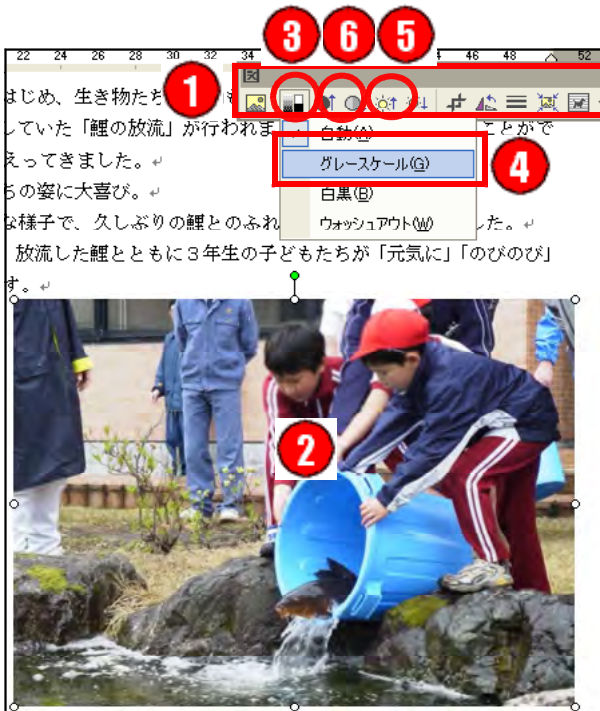 3 6 5
22 24 26 28 30 32 34 46 48 52
1
はじめ、生き物たち
していた「鯉の放流」が行われま ことがで
自動(A)
えってきました。
グレースケール(G)
4
ちの姿に大喜び。
白黒(B)
な様子で、久しぶりの鯉とのふれ した。
ウォッシュアウト(W)
放流した鯉とともに３年生の子どもたちが「元気に」「のびのび」
す。
2